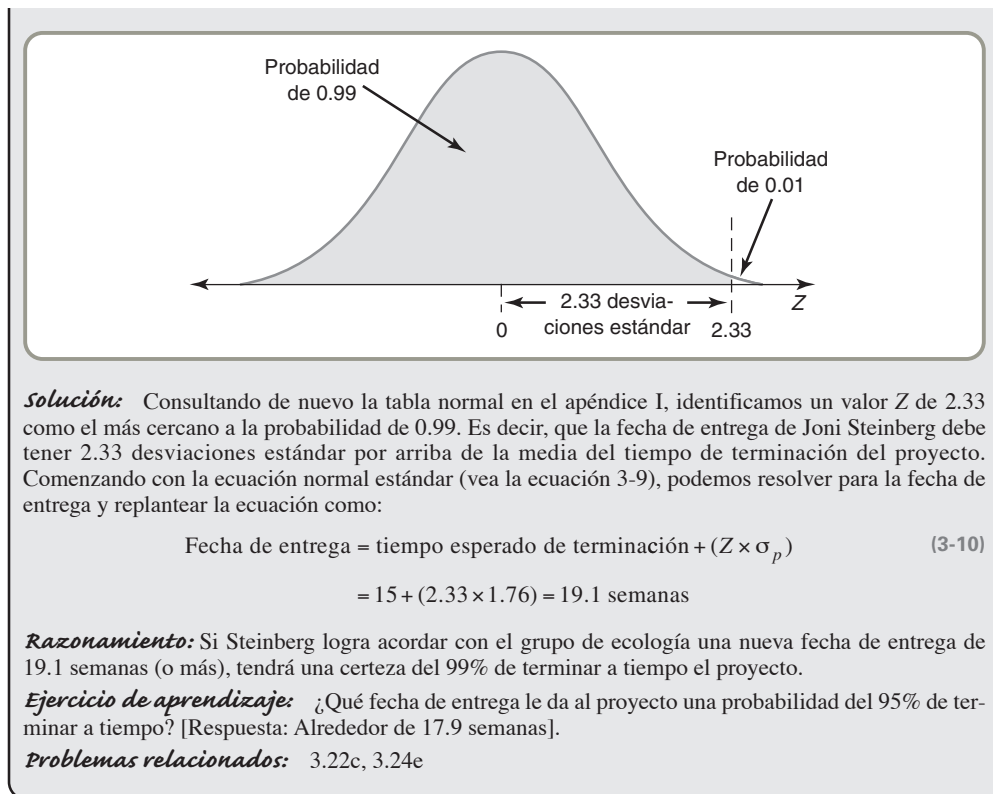 Probabilidad
de 0.99
Probabilidad
de 0.01
2.33 desvia-
ciones estándar
0
2.33
Z
Solución: Consultando de nuevo la tabla normal en el apéndice I, identificamos un valor Z de 2.33
como el más cercano a la probabilidad de 0.99. Es decir, que la fecha de entrega de Joni Steinberg debe
tener 2.33 desviaciones estándar por arriba de la media del tiempo de terminación del proyecto.
Comenzando con la ecuación normal estándar (vea la ecuación 3-9), podemos resolver para la fecha de
entrega y replantear la ecuación como:
Fecha de entrega = tiempo esperado de terminación + (Z × σp) (3-10)
= 15 + (2.33 × 1.76) = 19.1 semanas
Razonamiento: Si Steinberg logra acordar con el grupo de ecología una nueva fecha de entrega de
19.1 semanas (o más), tendrá una certeza del 99% de terminar a tiempo el proyecto.
Ejercicio de aprendizaje: ¿Qué fecha de entrega le da al proyecto una probabilidad del 95% de ter-
minar a tiempo? [Respuesta: Alrededor de 17.9 semanas].
Problemas relacionados: 3.22c, 3.24e